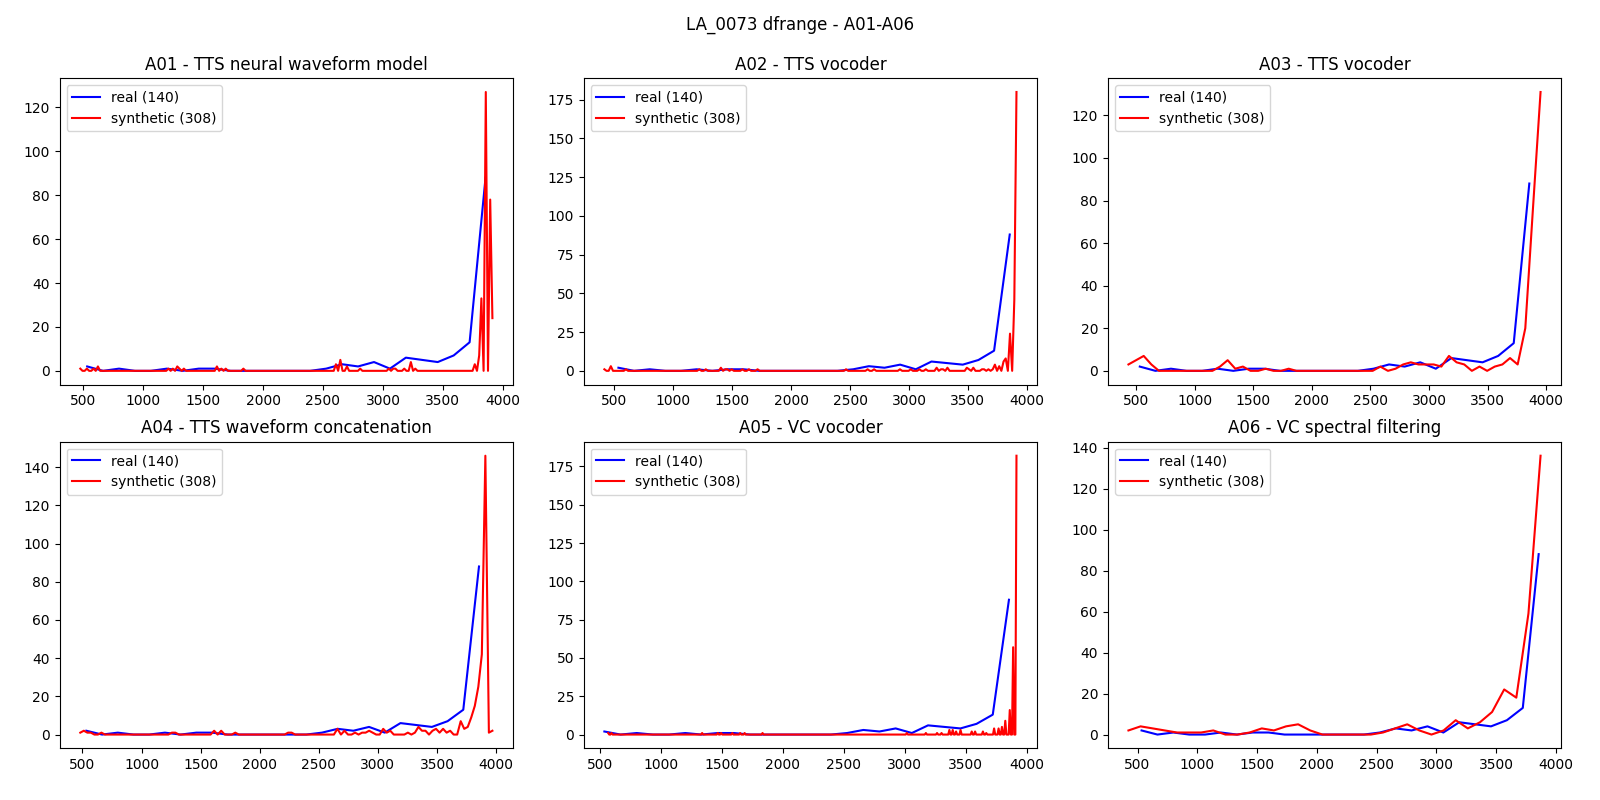 LA_0073 dfrange - A01-A06
A01 - TTS neural waveform model
real (140)
synthetic (308)
120
100
80
60
40
20
0
500 1000 1500 2000 2500 3000 3500 4000
A02 - TTS vocoder
real (140)
synthetic (308)
175
150
125
100
75
50
25
0
500 1000 1500 2000 2500 3000 3500 4000
A03 - TTS vocoder
real (140)
synthetic (308)
120
100
80
60
40
20
0
500 1000 1500 2000 2500 3000 3500 4000
A04 - TTS waveform concatenation
real (140)
synthetic (308)
140
120
100
80
60
40
20
0
500 1000 1500 2000 2500 3000 3500 4000
A05 - VC vocoder
real (140)
synthetic (308)
175
150
125
100
75
50
25
0
500 1000 1500 2000 2500 3000 3500 4000
A06 - VC spectral filtering
real (140)
synthetic (308)
140
120
100
80
60
40
20
0
500 1000 1500 2000 2500 3000 3500 4000